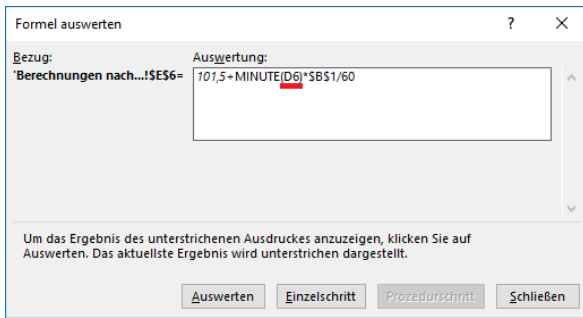 Formel auswerten ? ×
Bezug: Auswertung:
'Berechnungen nach...!$E$6= 101,5+MINUTE(D6)*$B$1/60
Um das Ergebnis des unterstrichenen Ausdruckes anzuzeigen, klicken Sie auf
Auswerten. Das aktuellste Ergebnis wird unterstrichen dargestellt.
Auswerten Einzelschritt Prozedurschritt Schließen